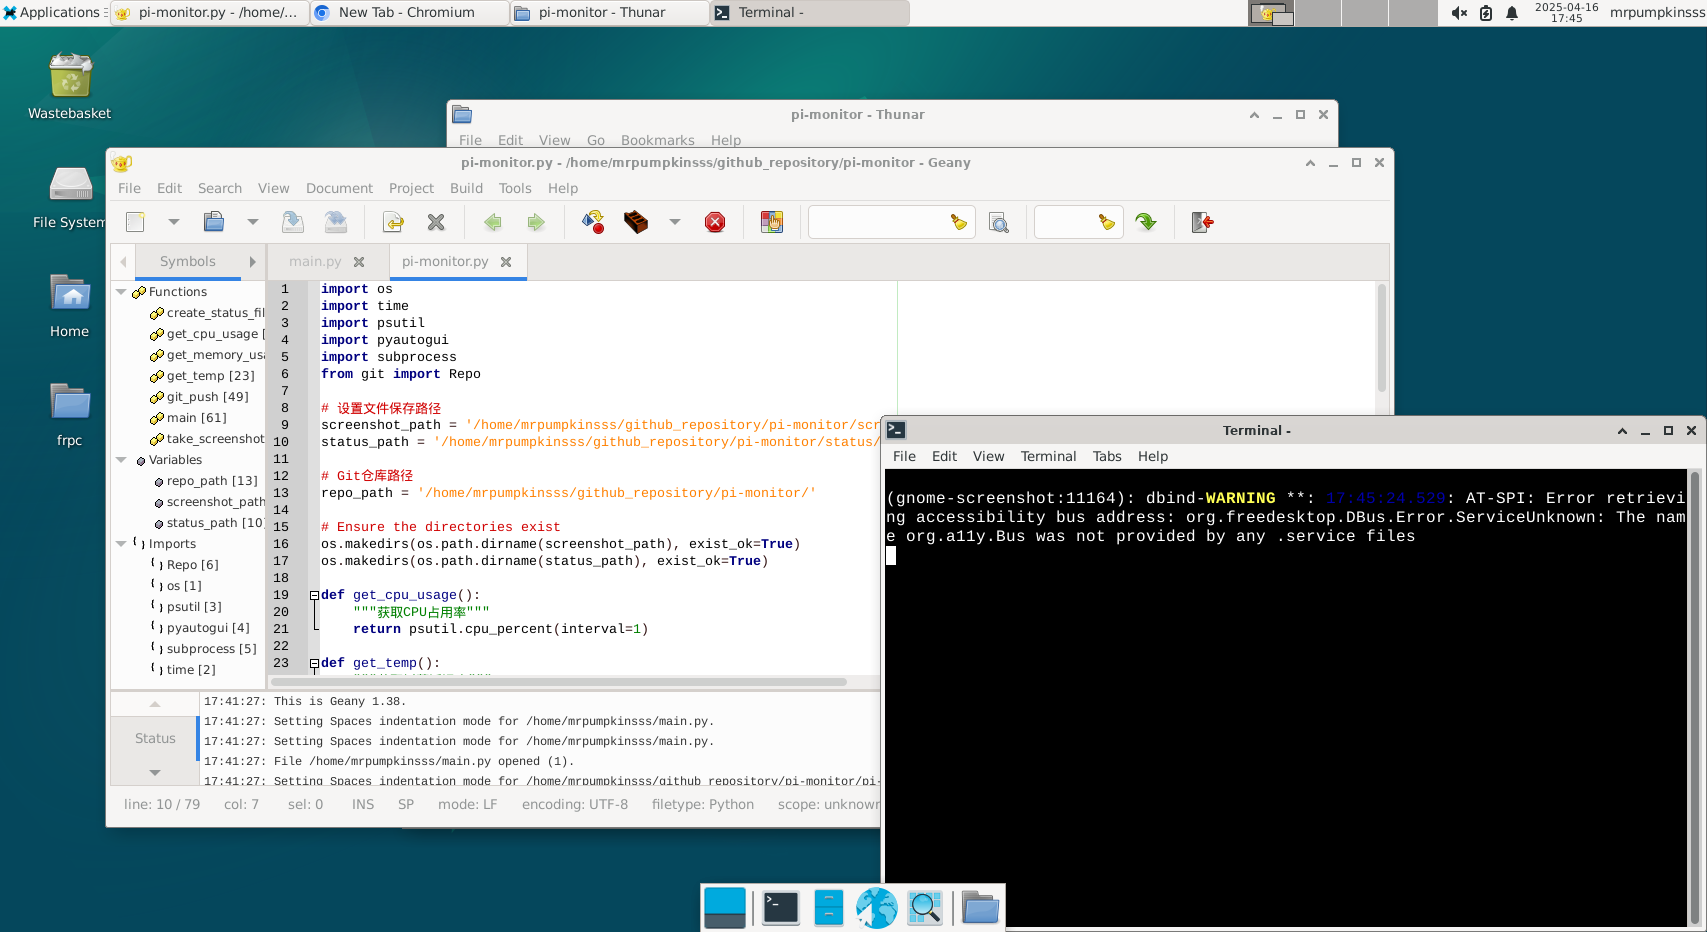 Applications
pi-monitor.py - /home/...
New Tab - Chromium
pi-monitor - Thunar
Terminal -
2025-04-16
17:45
mrpumpkinsss
Wastebasket
File System
Home
frpc
pi-monitor - Thunar
File Edit View Go Bookmarks Help
pi-monitor.py - /home/mrpumpkinsss/github_repository/pi-monitor - Geany
File Edit Search View Document Project Build Tools Help
Symbols
main.py
pi-monitor.py
Functions
create_status_fil
get_cpu_usage [
get_memory_usa
get_temp [23]
git_push [49]
main [61]
take_screenshot
Variables
repo_path [13]
screenshot_path
status_path [10]
Imports
Repo [6]
os [1]
psutil [3]
pyautogui [4]
subprocess [5]
time [2]
1 import os
2 import time
3 import psutil
4 import pyautogui
5 import subprocess
6 from git import Repo
7
8 # 设置文件保存路径
9 screenshot_path = '/home/mrpumpkinsss/github_repository/pi-monitor/scr
10 status_path = '/home/mrpumpkinsss/github_repository/pi-monitor/status/
11
12 # Git仓库路径
13 repo_path = '/home/mrpumpkinsss/github_repository/pi-monitor/'
14
15 # Ensure the directories exist
16 os.makedirs(os.path.dirname(screenshot_path), exist_ok=True)
17 os.makedirs(os.path.dirname(status_path), exist_ok=True)
18
19 def get_cpu_usage():
20 """获取CPU占用率"""
21 return psutil.cpu_percent(interval=1)
22
23 def get_temp():
Status
17:41:27: This is Geany 1.38.
17:41:27: Setting Spaces indentation mode for /home/mrpumpkinsss/main.py.
17:41:27: Setting Spaces indentation mode for /home/mrpumpkinsss/main.py.
17:41:27: File /home/mrpumpkinsss/main.py opened (1).
17:41:27: Setting Spaces indentation mode for /home/mrpumpkinsss/github_repository/pi-monitor/pi-
line: 10 / 79 col: 7 sel: 0 INS SP mode: LF encoding: UTF-8 filetype: Python scope: unknown
Terminal -
File Edit View Terminal Tabs Help
(gnome-screenshot:11164): dbind-WARNING **: 17:45:24.529: AT-SPI: Error retrievi
ng accessibility bus address: org.freedesktop.DBus.Error.ServiceUnknown: The nam
e org.a11y.Bus was not provided by any .service files